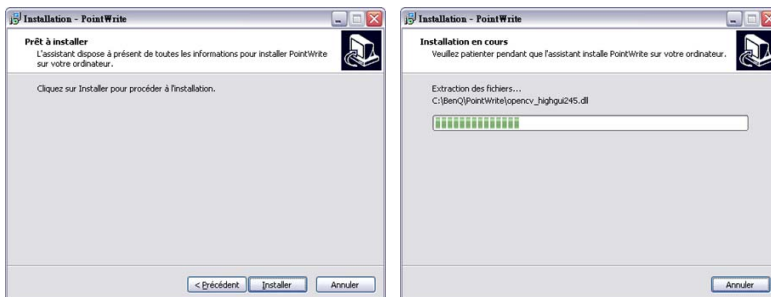 Installation - PointWrite
Prêt à installer
L'assistant dispose à présent de toutes les informations pour installer PointWrite
sur votre ordinateur.
Cliquez sur Installer pour procéder à l'installation.
< Précédent
Installer
Annuler
Installation - PointWrite
Installation en cours
Veuillez patienter pendant que l'assistant installe PointWrite sur votre ordinateur.
Extraction des fichiers...
C:\BenQ\PointWrite\opencv_highgui245.dll
Annuler